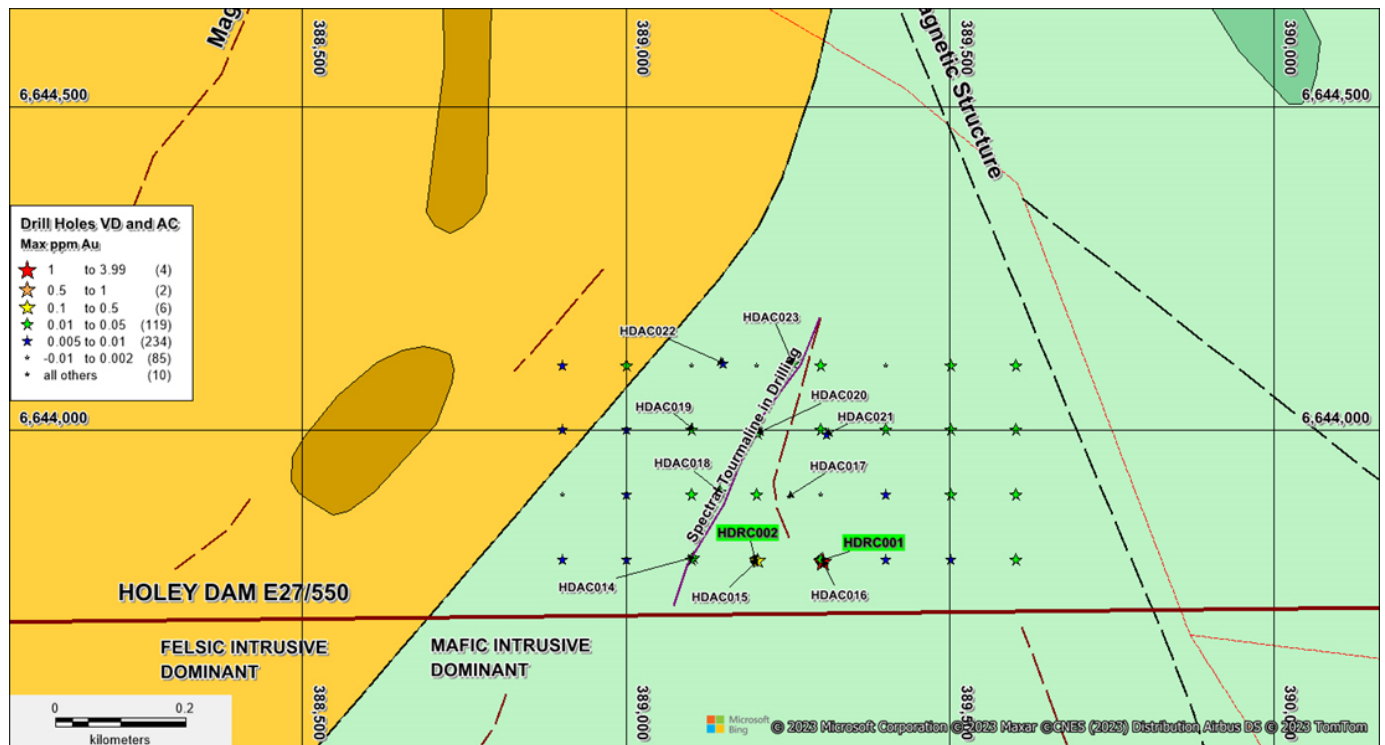 Mag
388,500
389,000
agnetic Structure
389,500
390,000
6,644,500
6,644,500
Drill Holes VD and AC
Max ppm Au
1 to 3.99 (4)
0.5 to 1 (2)
0.1 to 0.5 (6)
0.01 to 0.05 (119)
0.005 to 0.01 (234)
-0.01 to 0.002 (85)
all others (10)
HDAC022
HDAC023
HDAC019
HDAC020
HDAC021
6,644,000
6,644,000
HDAC018
HDAC017
Spectral Tourmaline in Drilling
HDRC002
HDRC001
HDAC014
HDAC015
HDAC016
HOLEY DAM E27/550
FELSIC INTRUSIVE
DOMINANT
MAFIC INTRUSIVE
DOMINANT
388,500
389,000
389,500
390,000
0 0.2
kilometers
Microsoft
Bing
© 2023 Microsoft Corporation © 2023 Maxar ©CNES (2023) Distribution Airbus DS © 2023 TomTom